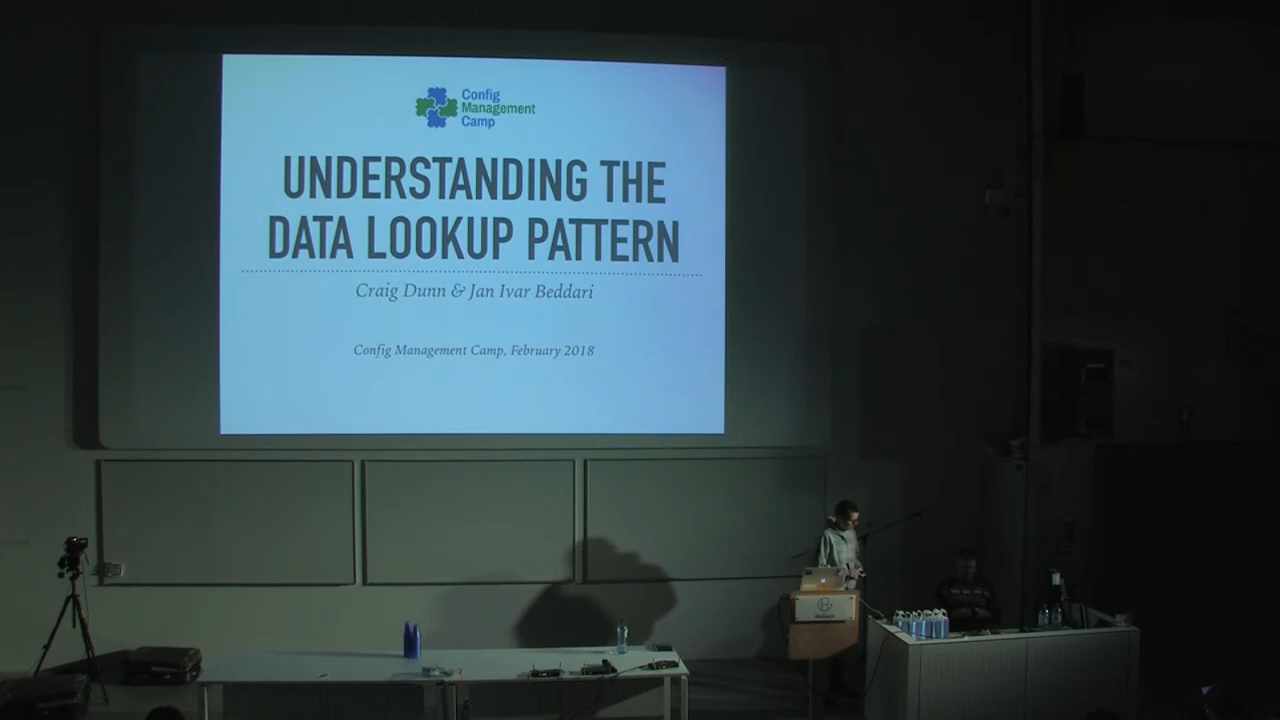 Config
Management
Camp
UNDERSTANDING THE
DATA LOOKUP PATTERN
Craig Dunn & Jan Ivar Beddari
Config Management Camp, February 2018